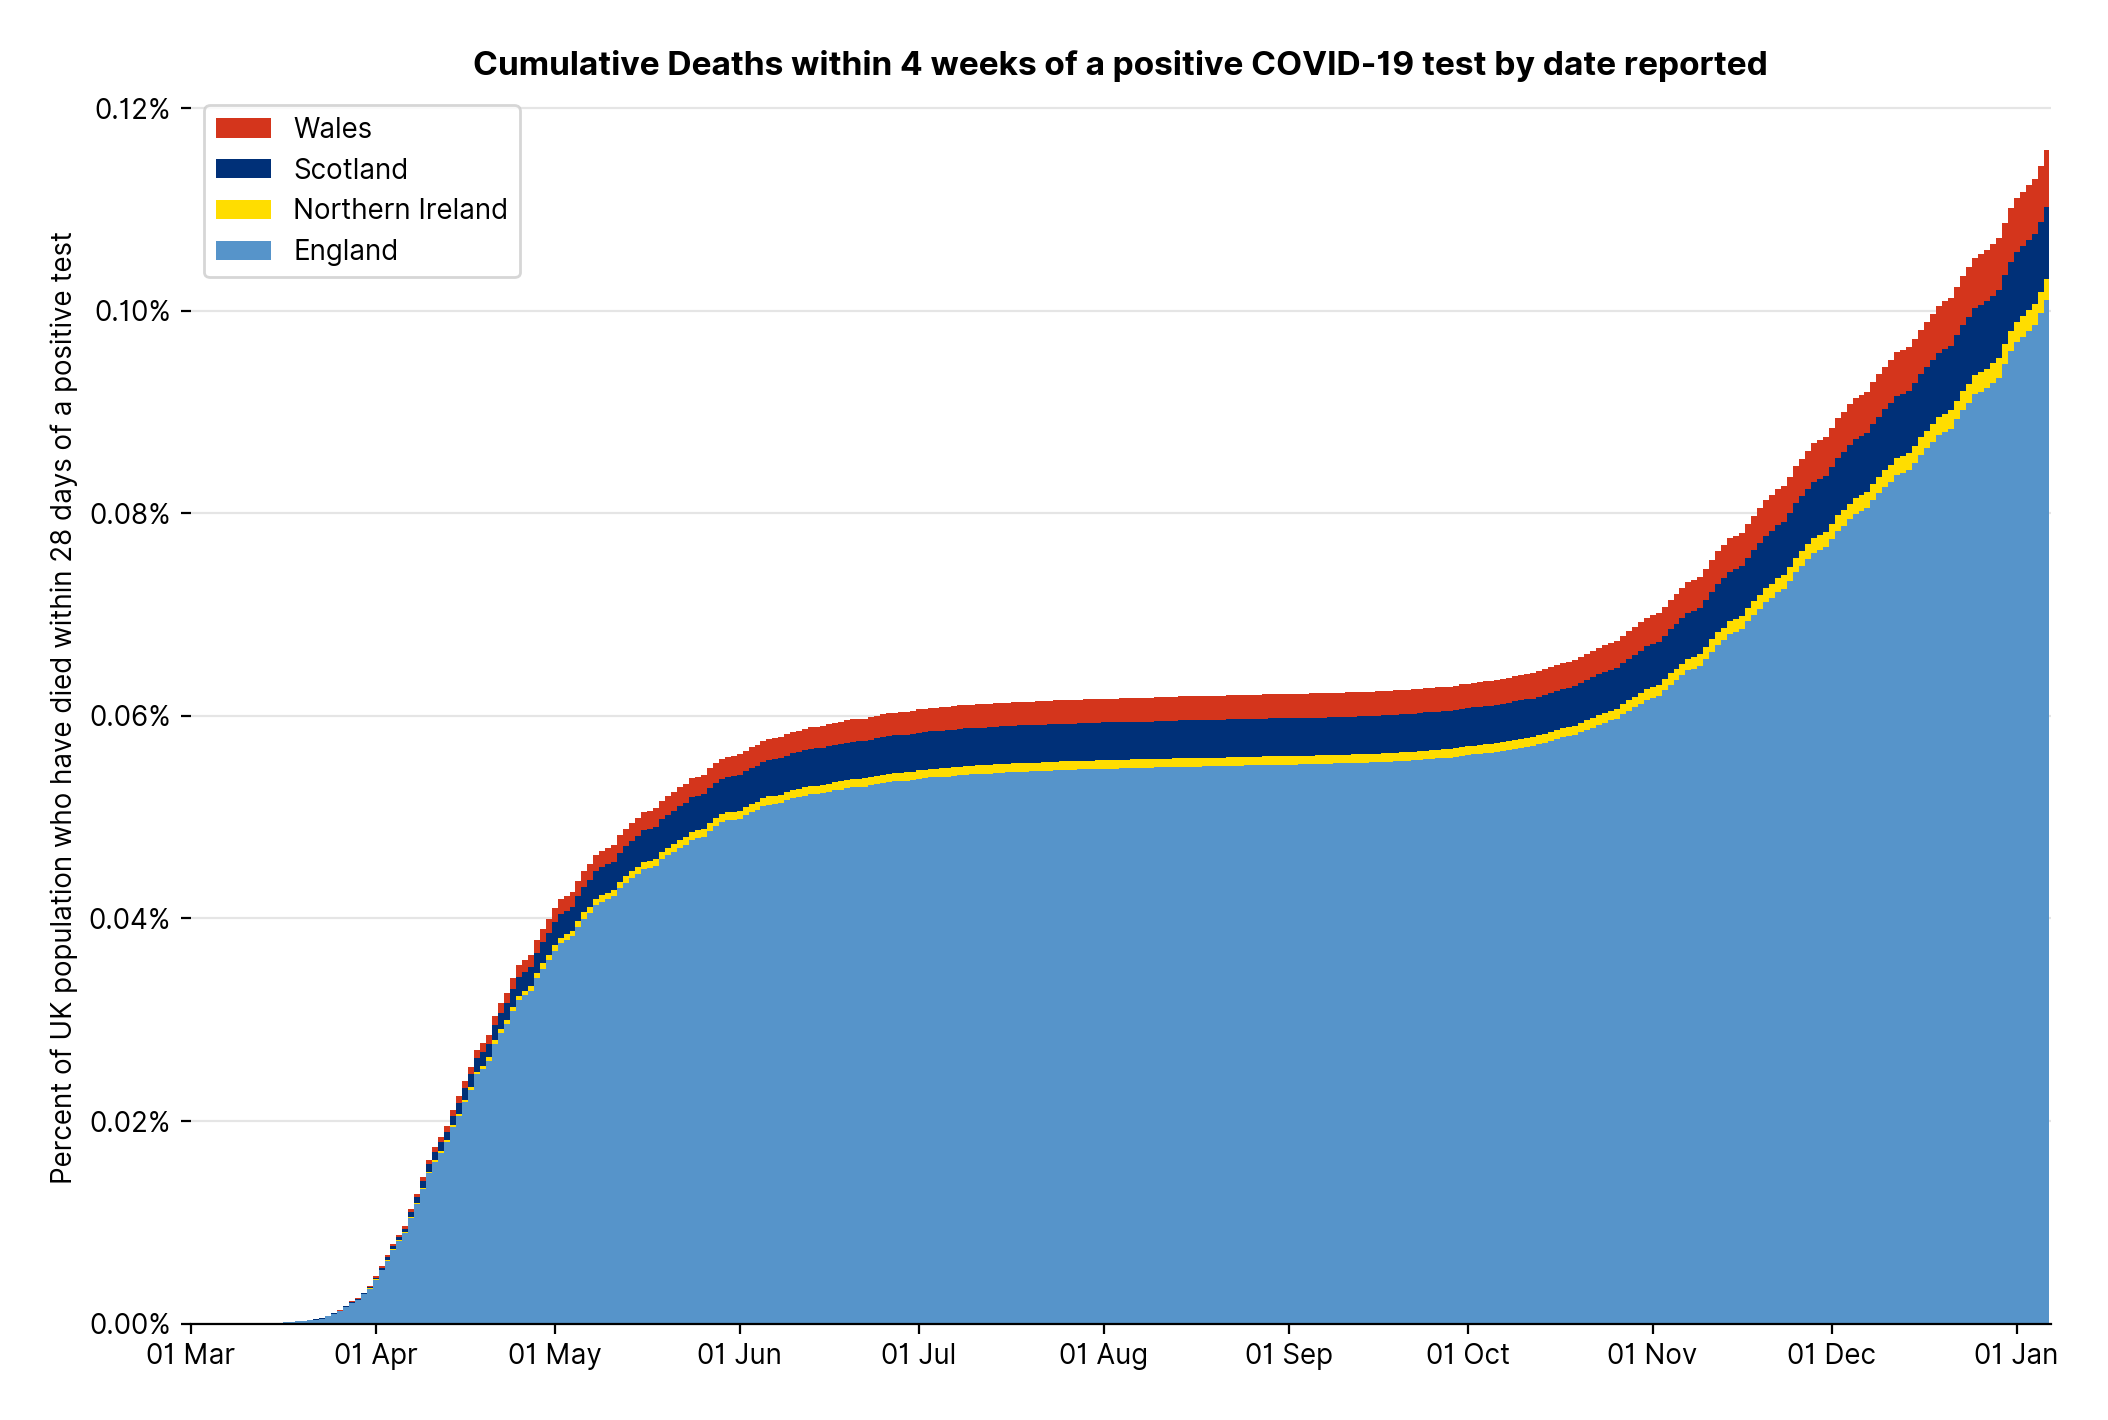 Cumulative Deaths within 4 weeks of a positive COVID-19 test by date reported
Percent of UK population who have died within 28 days of a positive test
0.12%
0.10%
0.08%
0.06%
0.04%
0.02%
0.00%
Wales
Scotland
Northern Ireland
England
01 Mar
01 Apr
01 May
01 Jun
01 Jul
01 Aug
01 Sep
01 Oct
01 Nov
01 Dec
01 Jan